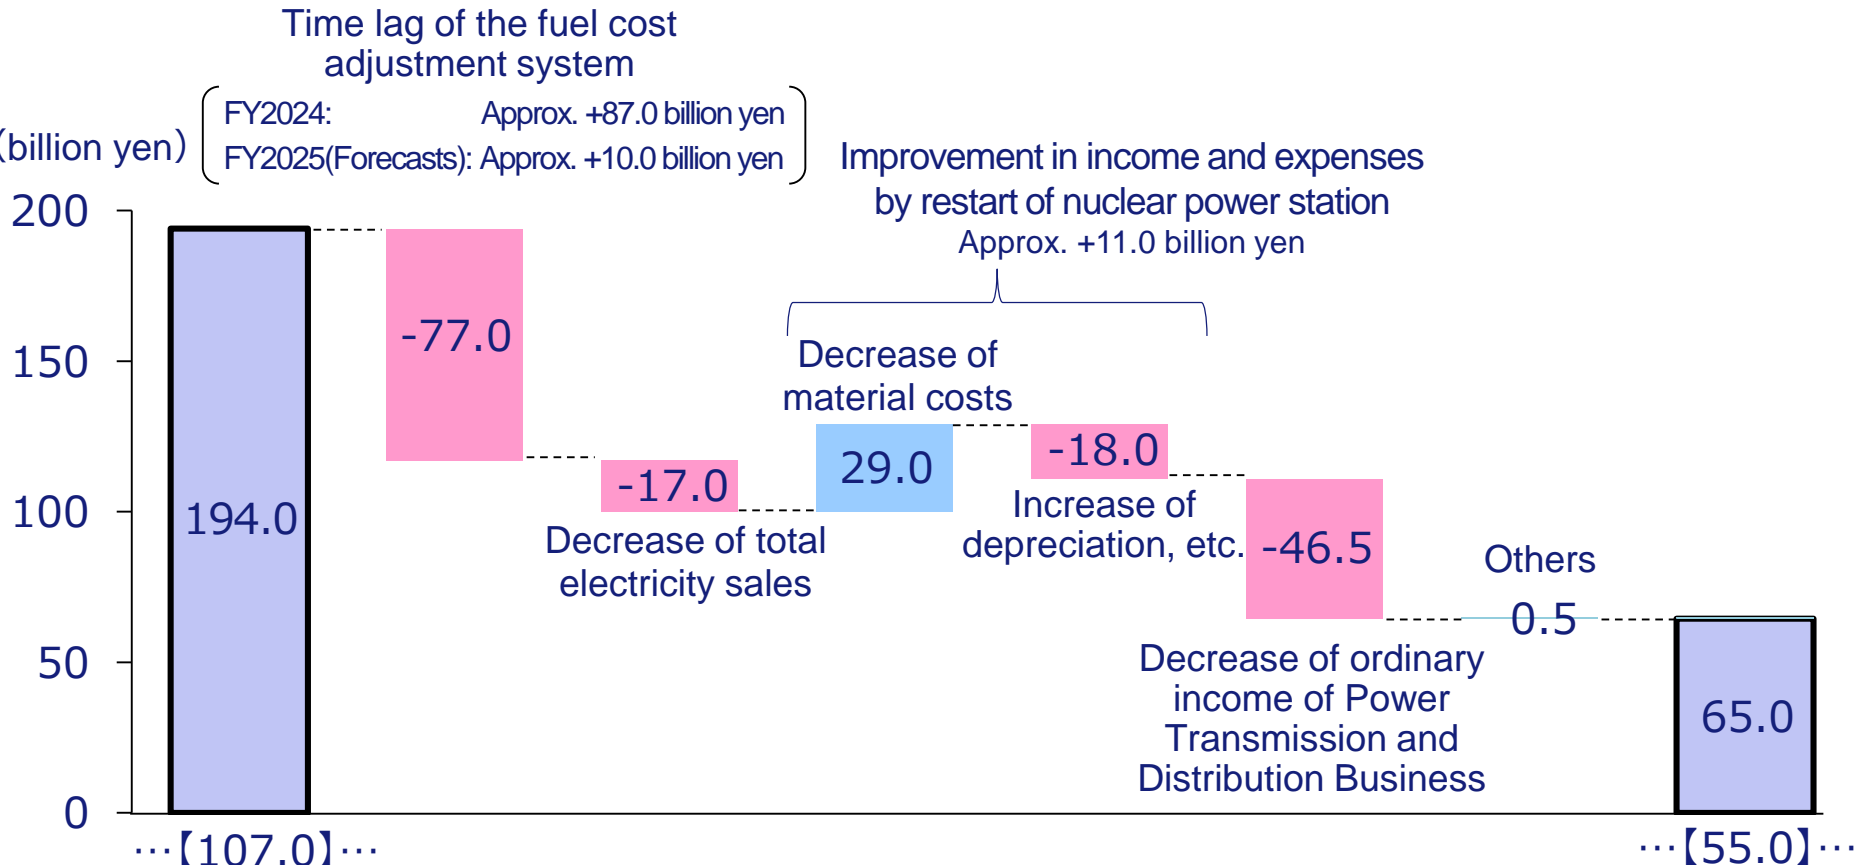 Time lag of the fuel cost
adjustment system
FY2024: Approx. +87.0 billion yen
FY2025(Forecasts): Approx. +10.0 billion yen
(billion yen)
Improvement in income and expenses
by restart of nuclear power station
Approx. +11.0 billion yen
200
150
100
50
0
194.0
-77.0
-17.0
Decrease of total
electricity sales
Decrease of
material costs
29.0
-18.0
Increase of
depreciation, etc.
-46.5
Decrease of ordinary
income of Power
Transmission and
Distribution Business
Others
0.5
65.0
…【107.0】…
…【55.0】…